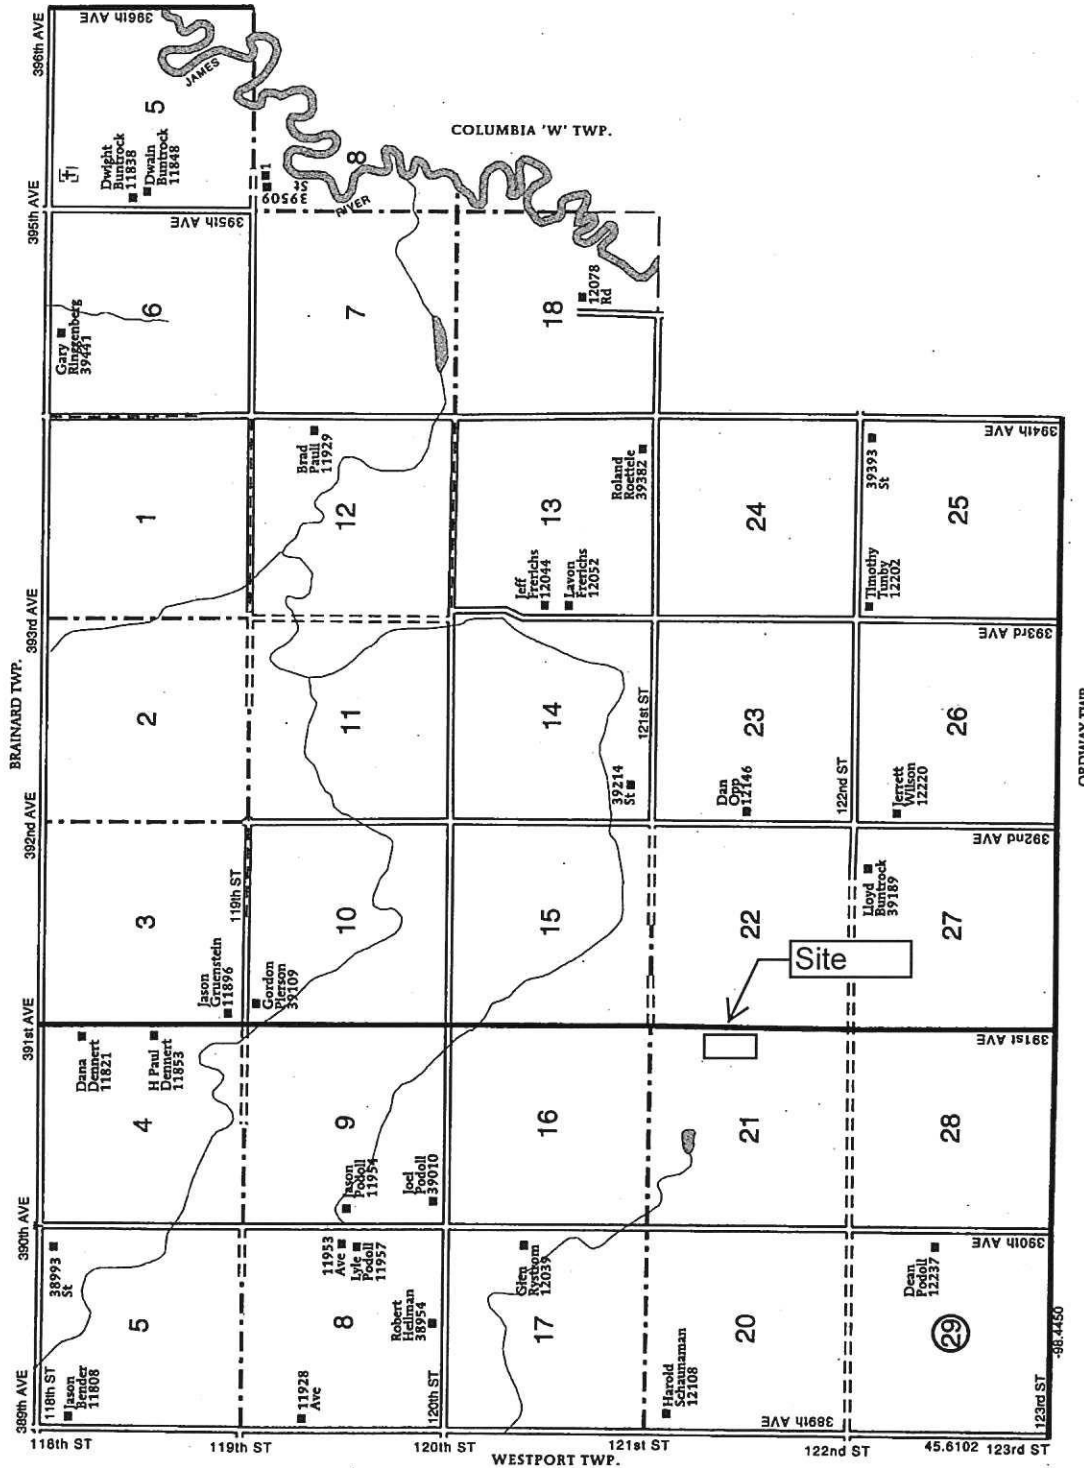 396th AVE
396th AVE
JAMES
5
COLUMBIA 'W' TWP.
Dwight
Buntrock
11838
Dwain
Buntrock
11848
8
1
39509
St
RIVER
395th AVE
395th AVE
Gary
Ringgenberg
39441
6
7
18
12078
Rd
394th AVE
Brad
Paull
11929
Roland
Roettele
39382
39393
St
1
12
13
24
25
Jeff
Frerichs
12044
Lavon
Frerichs
12052
Timothy
Tunby
12202
393rd AVE
393rd AVE
BRAINARD TWP.
2
11
14
121st ST
23
26
ORDWAY TWP.
39214
St
Dan
Opp
12146
122nd ST
Jerrett
Wilson
12220
392nd AVE
392nd AVE
119th ST
Lloyd
Buntrock
39189
3
10
15
22
27
Site
Jason
Gruenstein
11896
Gordon
Pierson
39109
391st AVE
391st AVE
Dana
Dennert
11821
H Paul
Dennert
11853
4
9
16
21
28
Jason
Podoll
11954
Joel
Podoll
39010
390th AVE
390th AVE
38993
St
11953
Ave
Lyle
Podoll
11957
Glen
Rystrom
12039
Dean
Podoll
12237
Robert
Hellman
38954
5
8
17
20
29
-98.4450
Jason
Bender
11808
11928
Ave
Harold
Schaunaman
12108
389th AVE
118th ST
120th ST
389th AVE
123rd ST
118th ST
119th ST
120th ST
121st ST
122nd ST
45.6102
123rd ST
WESTPORT TWP.